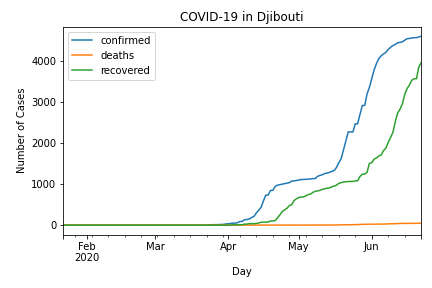 COVID-19 in Djibouti
confirmed
deaths
recovered
Number of Cases
4000
3000
2000
1000
0
Feb Mar Apr May Jun
2020
Day